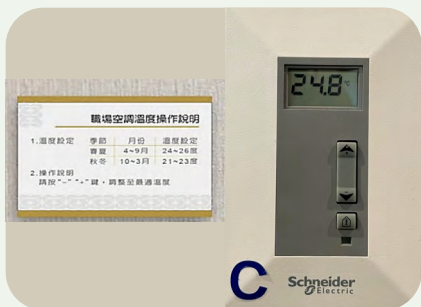 職場空調溫度操作說明
1.溫度設定 季節 月份 溫度設定
春夏 4~9月 24~26度
秋冬 10~3月 21~23度
2.操作說明
請按"-" "+"鍵，調整至最適溫度
24.8℃
C
Schneider
Electric